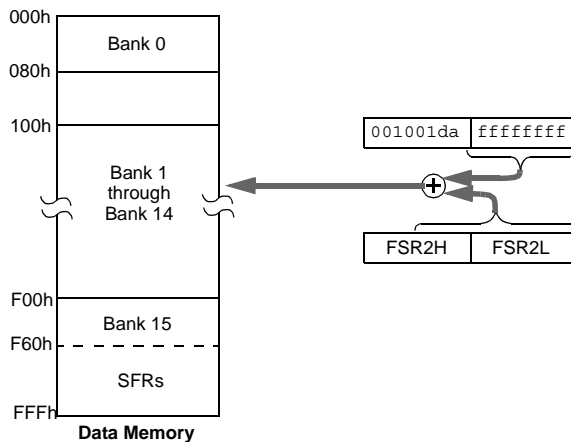 000h
Bank 0
080h
100h
001001da ffffffff
Bank 1
through
Bank 14
FSR2H FSR2L
F00h
Bank 15
F60h
SFRs
FFFh
Data Memory